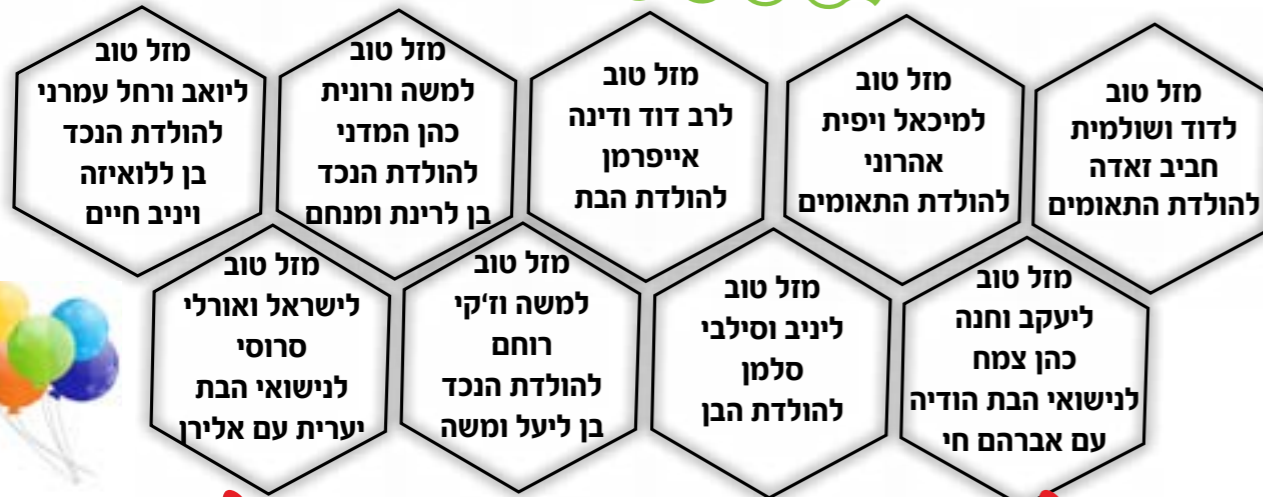 מזל טוב
לדוד ושולמית
חביב זאדה
להולדת התאומים
מזל טוב
למיכאל ויפית
אהרוני
להולדת התאומים
מזל טוב
לרב דוד ודינה
אייפרמן
להולדת הבת
מזל טוב
למשה ורונית
כהן המדני
להולדת הנכד
בן לרינת ומנחם
מזל טוב
ליואב ורחל עמרני
להולדת הנכד
בן ללואיזה
ויניב חיים
מזל טוב
ליעקב וחנה
כהן צמח
לנישואי הבת הודיה
עם אברהם חי
מזל טוב
ליניב וסילבי
סלמן
להולדת הבן
מזל טוב
למשה וז'קי
רוחם
להולדת הנכד
בן ליעל ומשה
מזל טוב
לישראל ואורלי
סרוסי
לנישואי הבת
יערית עם אלירן